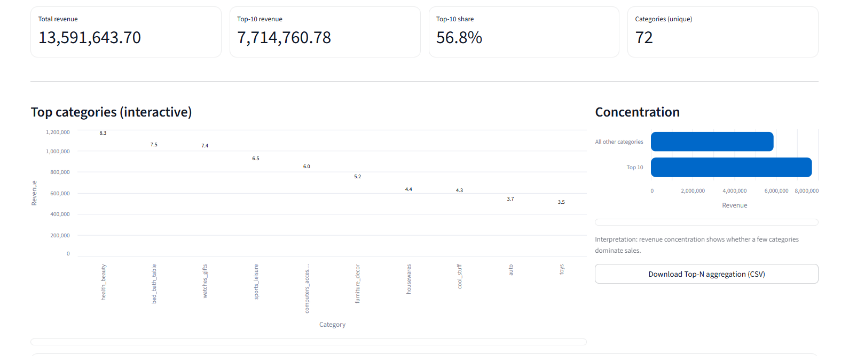 Total revenue
13,591,643.70
Top-10 revenue
7,714,760.78
Top-10 share
56.8%
Categories (unique)
72
Top categories (interactive)
Revenue
1,200,000
1,000,000
800,000
600,000
400,000
200,000
0
9.3
7.5
7.4
6.5
6.0
5.2
4.4
4.3
3.7
3.5
health_beauty
bed_bath_table
watches_gifts
sports_leisure
computers_acces...
furniture_decor
housewares
cool_stuff
auto
toys
Category
Concentration
All other categories
Top 10
0
2,000,000
4,000,000
6,000,000
8,000,000
Revenue
Interpretation: revenue concentration shows whether a few categories
dominate sales.
Download Top-N aggregation (CSV)